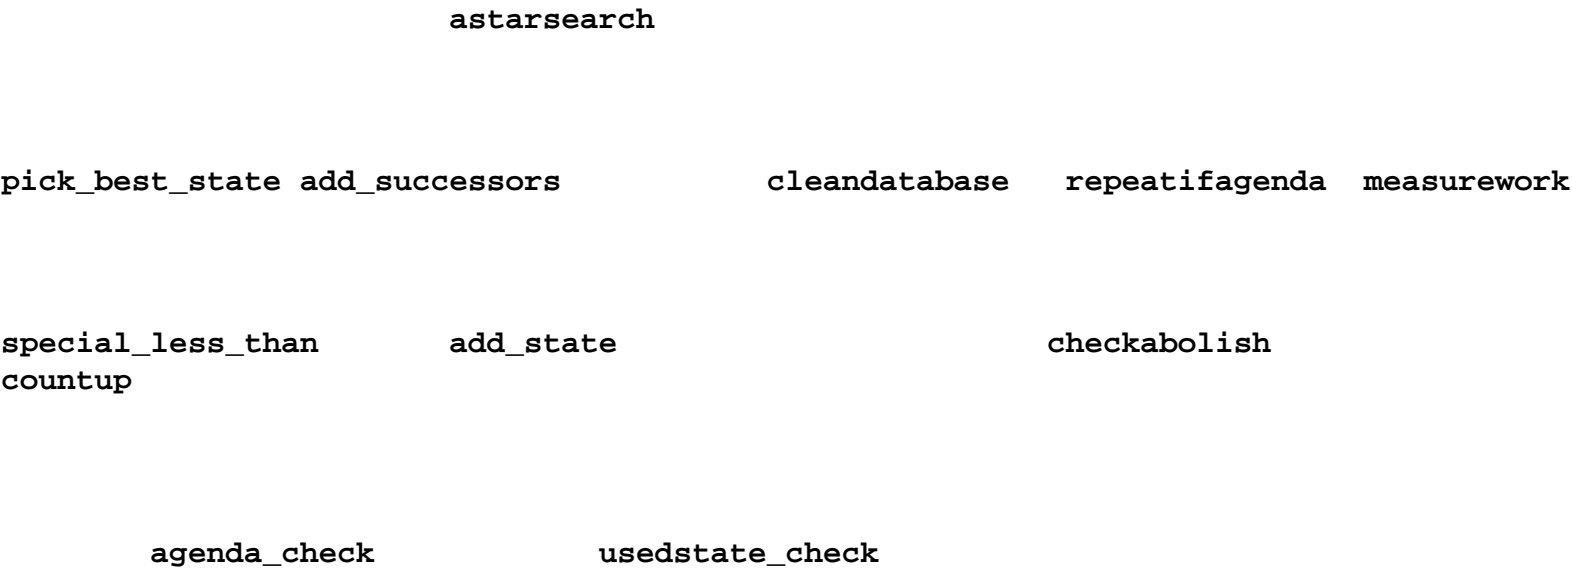 astarsearch
pick_best_state add_successors cleandatabase repeatifagenda measurework
special_less_than add_state checkabolish
countup
agenda_check usedstate_check